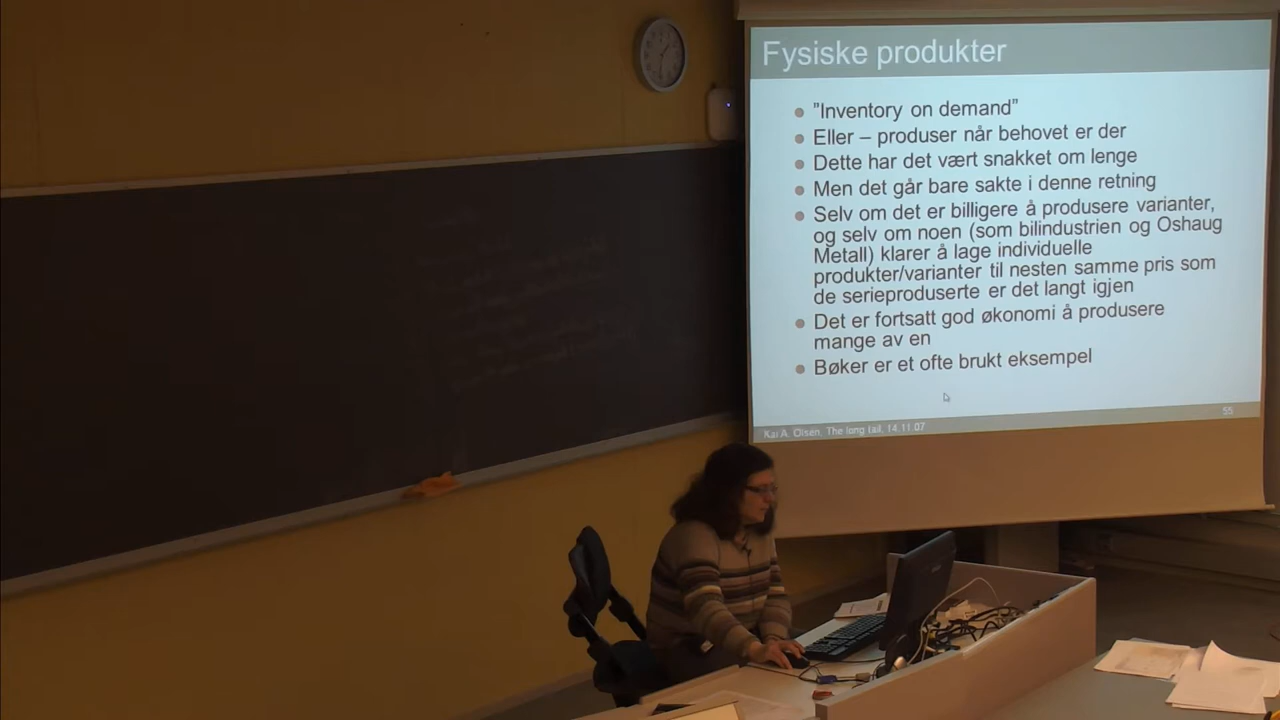 Fysiske produkter
"Inventory on demand"
Eller – produser når behovet er der
Dette har det vært snakket om lenge
Men det går bare sakte i denne retning
Selv om det er billigere å produsere varianter,
og selv om noen (som bilindustrien og Oshaug
Metall) klarer å lage individuelle
produkter/varianter til nesten samme pris som
de serieproduserte er det langt igjen
Det er fortsatt god økonomi å produsere
mange av en
Bøker er et ofte brukt eksempel
55
Kai A. Olsen, The long tail, 14.11.07